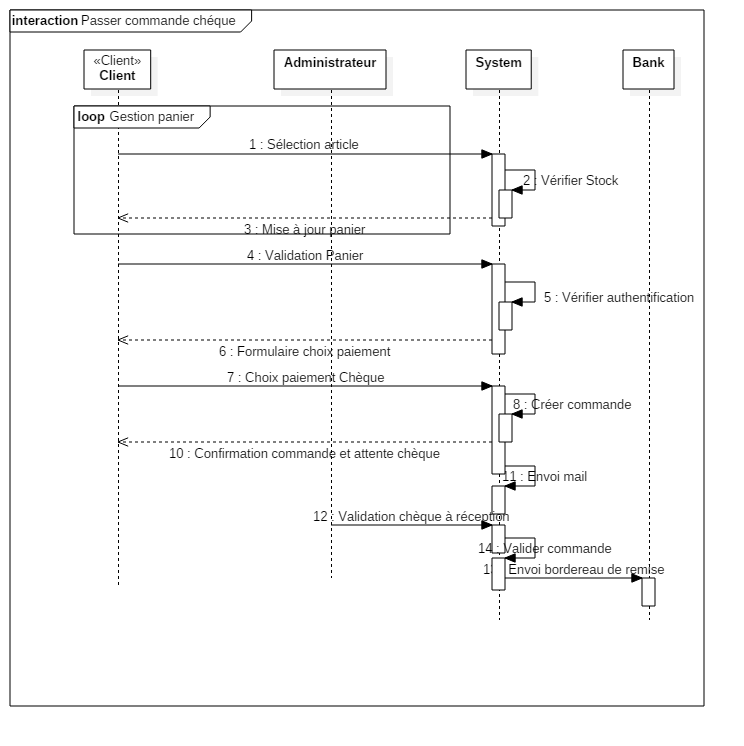 interaction Passer commande chéque
«Client»
Client
Administrateur
System
Bank
loop Gestion panier
1 : Sélection article
2 : Vérifier Stock
3 : Mise à jour panier
4 : Validation Panier
5 : Vérifier authentification
6 : Formulaire choix paiement
7 : Choix paiement Chèque
8 : Créer commande
10 : Confirmation commande et attente chèque
11 : Envoi mail
12 : Validation chèque à réception
14 : Valider commande
Envoi bordereau de remise